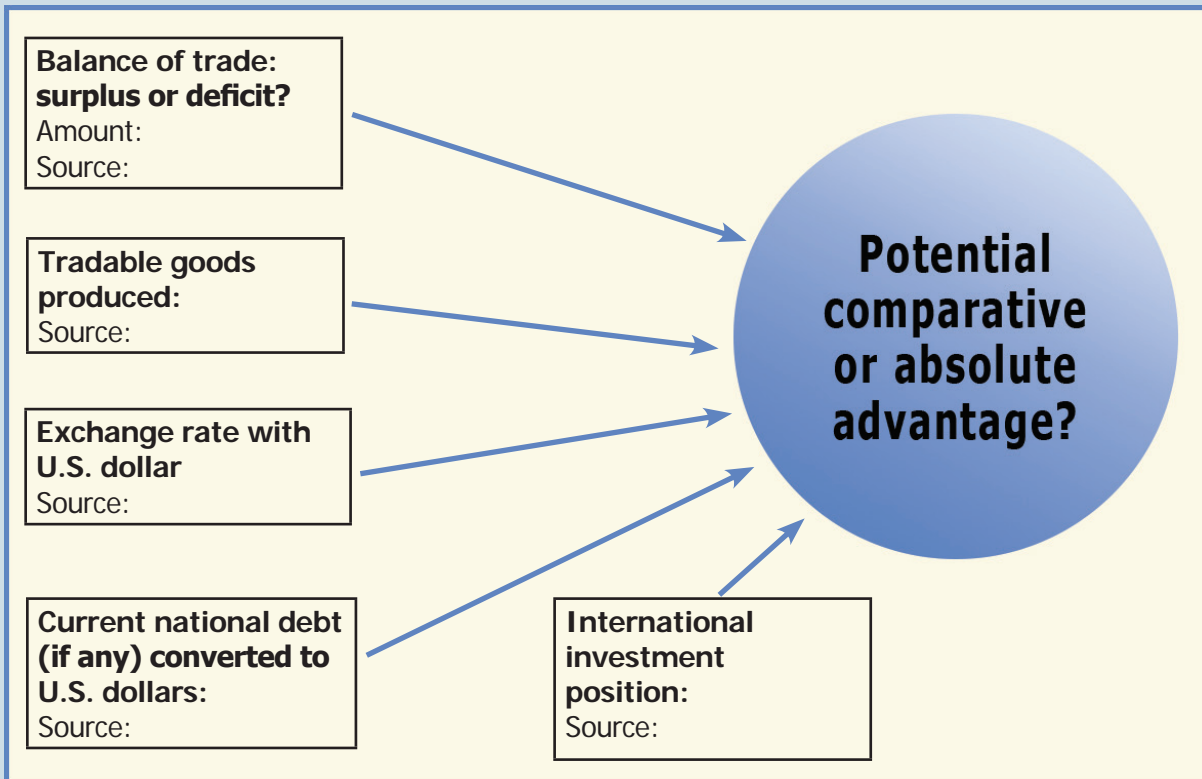 Balance of trade:
surplus or deficit?
Amount:
Source:
Tradable goods
produced:
Source:
Exchange rate with
U.S. dollar
Source:
Current national debt
(if any) converted to
U.S. dollars:
Source:
International
investment
position:
Source:
Potential
comparative
or absolute
advantage?